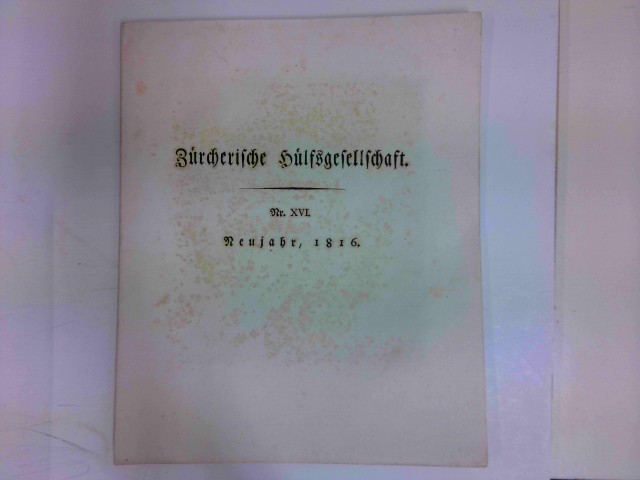 Zürcherische Hülfsgesellschaft.
Nr. XVI.
Neujahr, 1816.